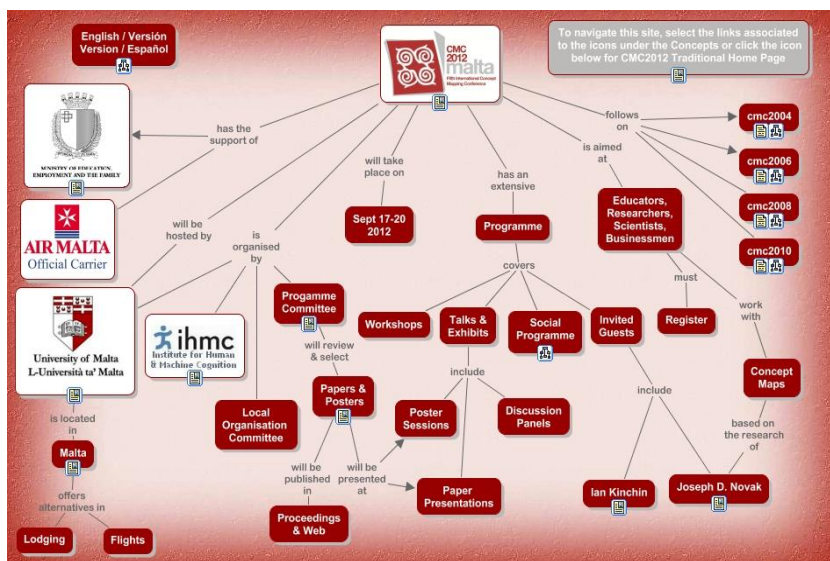 English / Versión
Version / Español
CMC
2012
malta
Fifth International Concept
Mapping Conference
To navigate this site, select the links associated
to the icons under the Concepts or click the icon
below for CMC2012 Traditional Home Page
MINISTRY OF EDUCATION,
EMPLOYMENT AND THE FAMILY
has the
support of
follows
on
cmc2004
cmc2006
cmc2008
cmc2010
is aimed
at
will take
place on
has an
extensive
AIR MALTA
Official Carrier
will be
hosted by
is
organised
by
Sept 17-20
2012
Programme
Educators,
Researchers,
Scientists,
Businessmen
covers
must
work
with
University of Malta
L-Università ta' Malta
ihmc
Institute for Human
& Machine Cognition
Progamme
Committee
Workshops
Talks &
Exhibits
Social
Programme
Invited
Guests
Register
will review
& select
include
Concept
Maps
is located
in
Local
Organisation
Committee
Papers &
Posters
Poster
Sessions
Discussion
Panels
include
based on
the research
of
Malta
will be
published
in
will be
presented
at
offers
alternatives in
Paper
Presentations
Ian Kinchin
Joseph D. Novak
Lodging
Flights
Proceedings
& Web